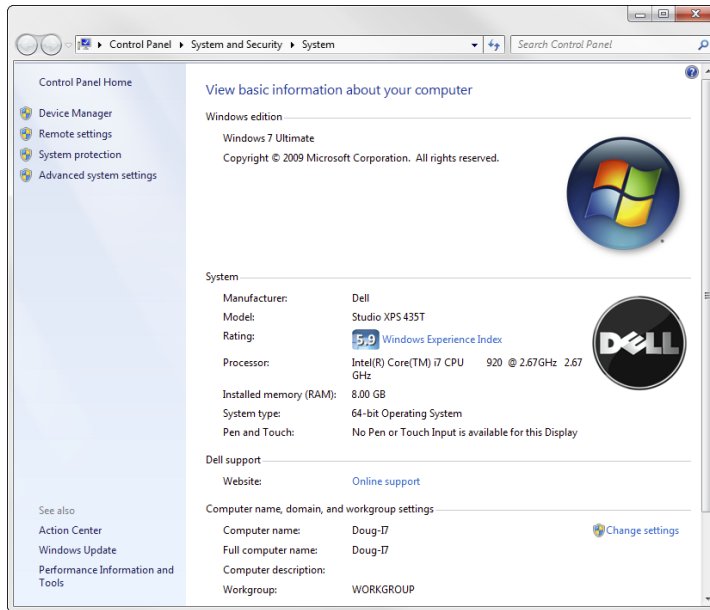 Control Panel System and Security System
Search Control Panel
Control Panel Home
Device Manager
Remote settings
System protection
Advanced system settings
See also
Action Center
Windows Update
Performance Information and
Tools
View basic information about your computer
Windows edition
Windows 7 Ultimate
Copyright © 2009 Microsoft Corporation. All rights reserved.
System
Manufacturer: Dell
Model: Studio XPS 435T
Rating: 5,9 Windows Experience Index
Processor: Intel(R) Core(TM) i7 CPU 920 @ 2.67GHz 2.67
GHz
Installed memory (RAM): 8.00 GB
System type: 64-bit Operating System
Pen and Touch: No Pen or Touch Input is available for this Display
DELL
Dell support
Website: Online support
Computer name, domain, and workgroup settings
Computer name: Doug-I7 Change settings
Full computer name: Doug-I7
Computer description:
Workgroup: WORKGROUP